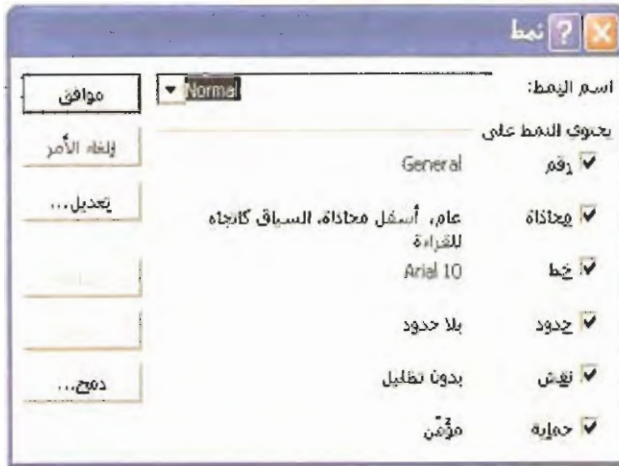 نمط ?
اسم النمط: Normal موافق
يحتوي النمط على إلغاء الأمر
رقم General
محاذاة عام، أسفل محاذاة، السياق كاتجاه للقراءة تعديل...
خط Arial 10
حدود بلا حدود
نقش بدون تظليل دمج...
حماية مؤمّن